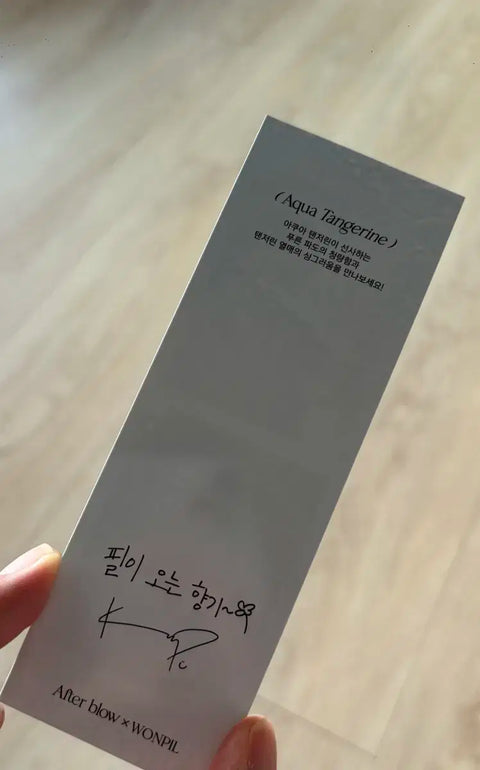 ( Aqua Tangerine )
아쿠아 탠저린이 선사하는
푸른 파도의 청량함과
탠저린 열매의 싱그러움을 만나보세요!
필이 오는 향기~
After blow × WONPIL